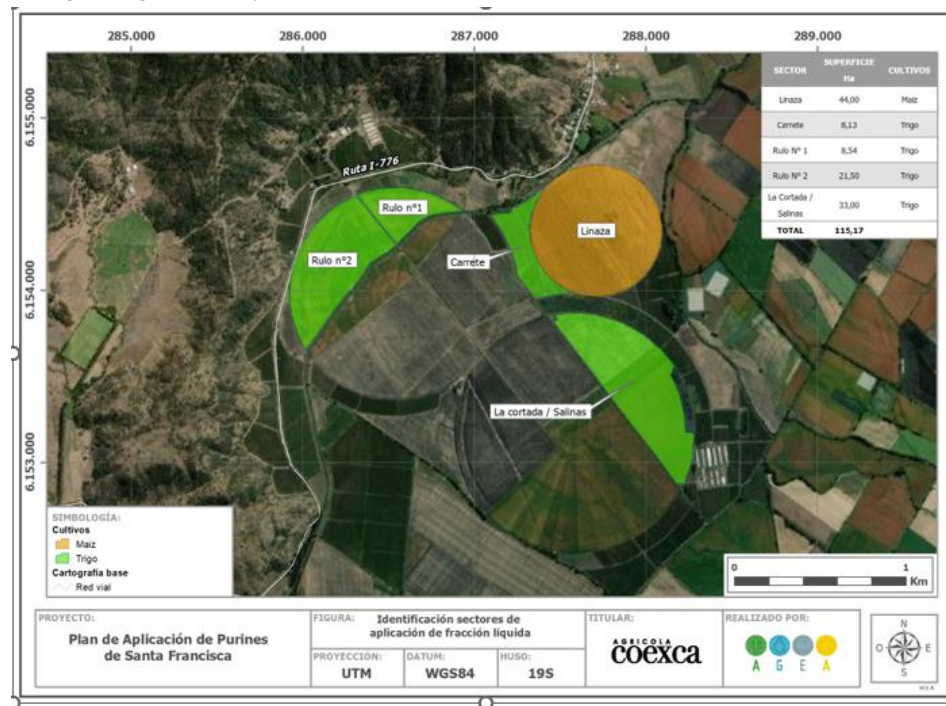 285.000 286.000 287.000 288.000 289.000
6.155.000
6.154.000
6.153.000
SECTOR SUPERFICIE Ha CULTIVOS
Linaza 44,00 Maiz
Carrete 8,13 Trigo
Rulo N° 1 8,54 Trigo
Rulo N° 2 21,50 Trigo
La Cortada / Salinas 33,00 Trigo
TOTAL 115,17
Ruta I-776
Rulo n°1
Linaza
Rulo n°2
Carrete
La cortada / Salinas
SIMBOLOGÍA:
Cultivos
Maiz
Trigo
Cartografía base
Red vial
0 1
Km
PROYECTO:
Plan de Aplicación de Purines
de Santa Francisca
FIGURA: Identificación sectores de
aplicación de fracción líquida
PROYECCIÓN:
UTM
DATUM:
WGS84
HUSO:
19S
TITULAR:
AGRICOLA
coexca
REALIZADO POR:
A G E A
N
O E
S